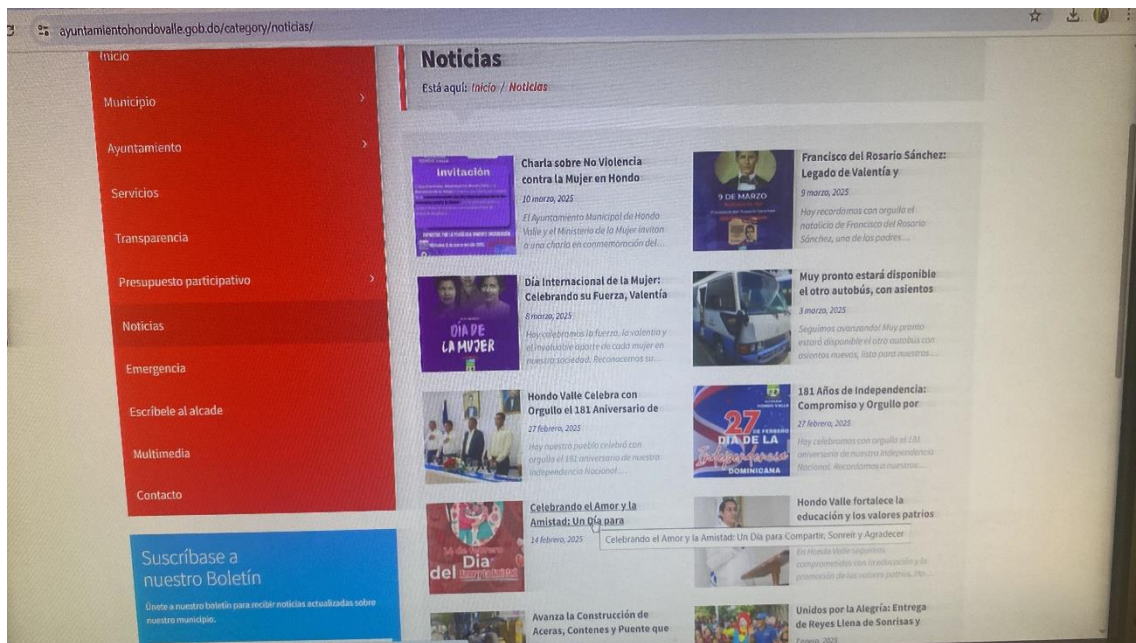 ayuntamientohondovalle.gob.do/category/noticias/
Inicio
Municipio
Ayuntamiento
Servicios
Transparencia
Presupuesto participativo
Noticias
Emergencia
Escríbele al alcade
Multimedia
Contacto
Suscríbase a
nuestro Boletín
Únete a nuestro boletín para recibir noticias actualizadas sobre
nuestro municipio.
Noticias
Está aquí: Inicio / Noticias
Invitación
Charla sobre No Violencia
contra la Mujer en Hondo
10 marzo, 2025
El Ayuntamiento Municipal de Hondo
Valle y el Ministerio de la Mujer invitan
a una charla en conmemoración del...
9 DE MARZO
Francisco del Rosario Sánchez:
Legado de Valentía y
9 marzo, 2025
Hoy recordamos con orgullo el
natalicio de Francisco del Rosario
Sánchez, uno de los padres...
DÍA DE
LA MUJER
Día Internacional de la Mujer:
Celebrando su Fuerza, Valentía
8 marzo, 2025
Hoy celebramos la fuerza, la valentía y
el invaluable aporte de cada mujer en
nuestra sociedad. Reconocemos su...
Muy pronto estará disponible
el otro autobús, con asientos
3 marzo, 2025
Seguimos avanzando! Muy pronto
estará disponible el otro autobús con
asientos nuevos, listo para nuestros...
Hondo Valle Celebra con
Orgullo el 181 Aniversario de
27 febrero, 2025
Hoy nuestro pueblo celebró con
orgullo el 181 aniversario de nuestra
independencia Nacional...
27
DE FEBRERO
DÍA DE LA
Independencia
DOMINICANA
181 Años de Independencia:
Compromiso y Orgullo por
27 febrero, 2025
Hoy celebramos con orgullo el 181
aniversario de nuestra Independencia
Nacional. Recordamos a nuestros...
14 de febrero
Día
del Amor y la Amistad
Celebrando el Amor y la
Amistad: Un Día para
14 febrero, 2025
Celebrando el Amor y la Amistad: Un Día para Compartir, Sonreír y Agradecer
Hondo Valle fortalece la
educación y los valores patrios
En Hondo Valle seguimos
comprometidos con la educación y la
promoción de los valores patrios. Ho...
Avanza la Construcción de
Aceras, Contenes y Puente que
Unidos por la Alegría: Entrega
de Reyes Llena de Sonrisas y
7 enero, 2025